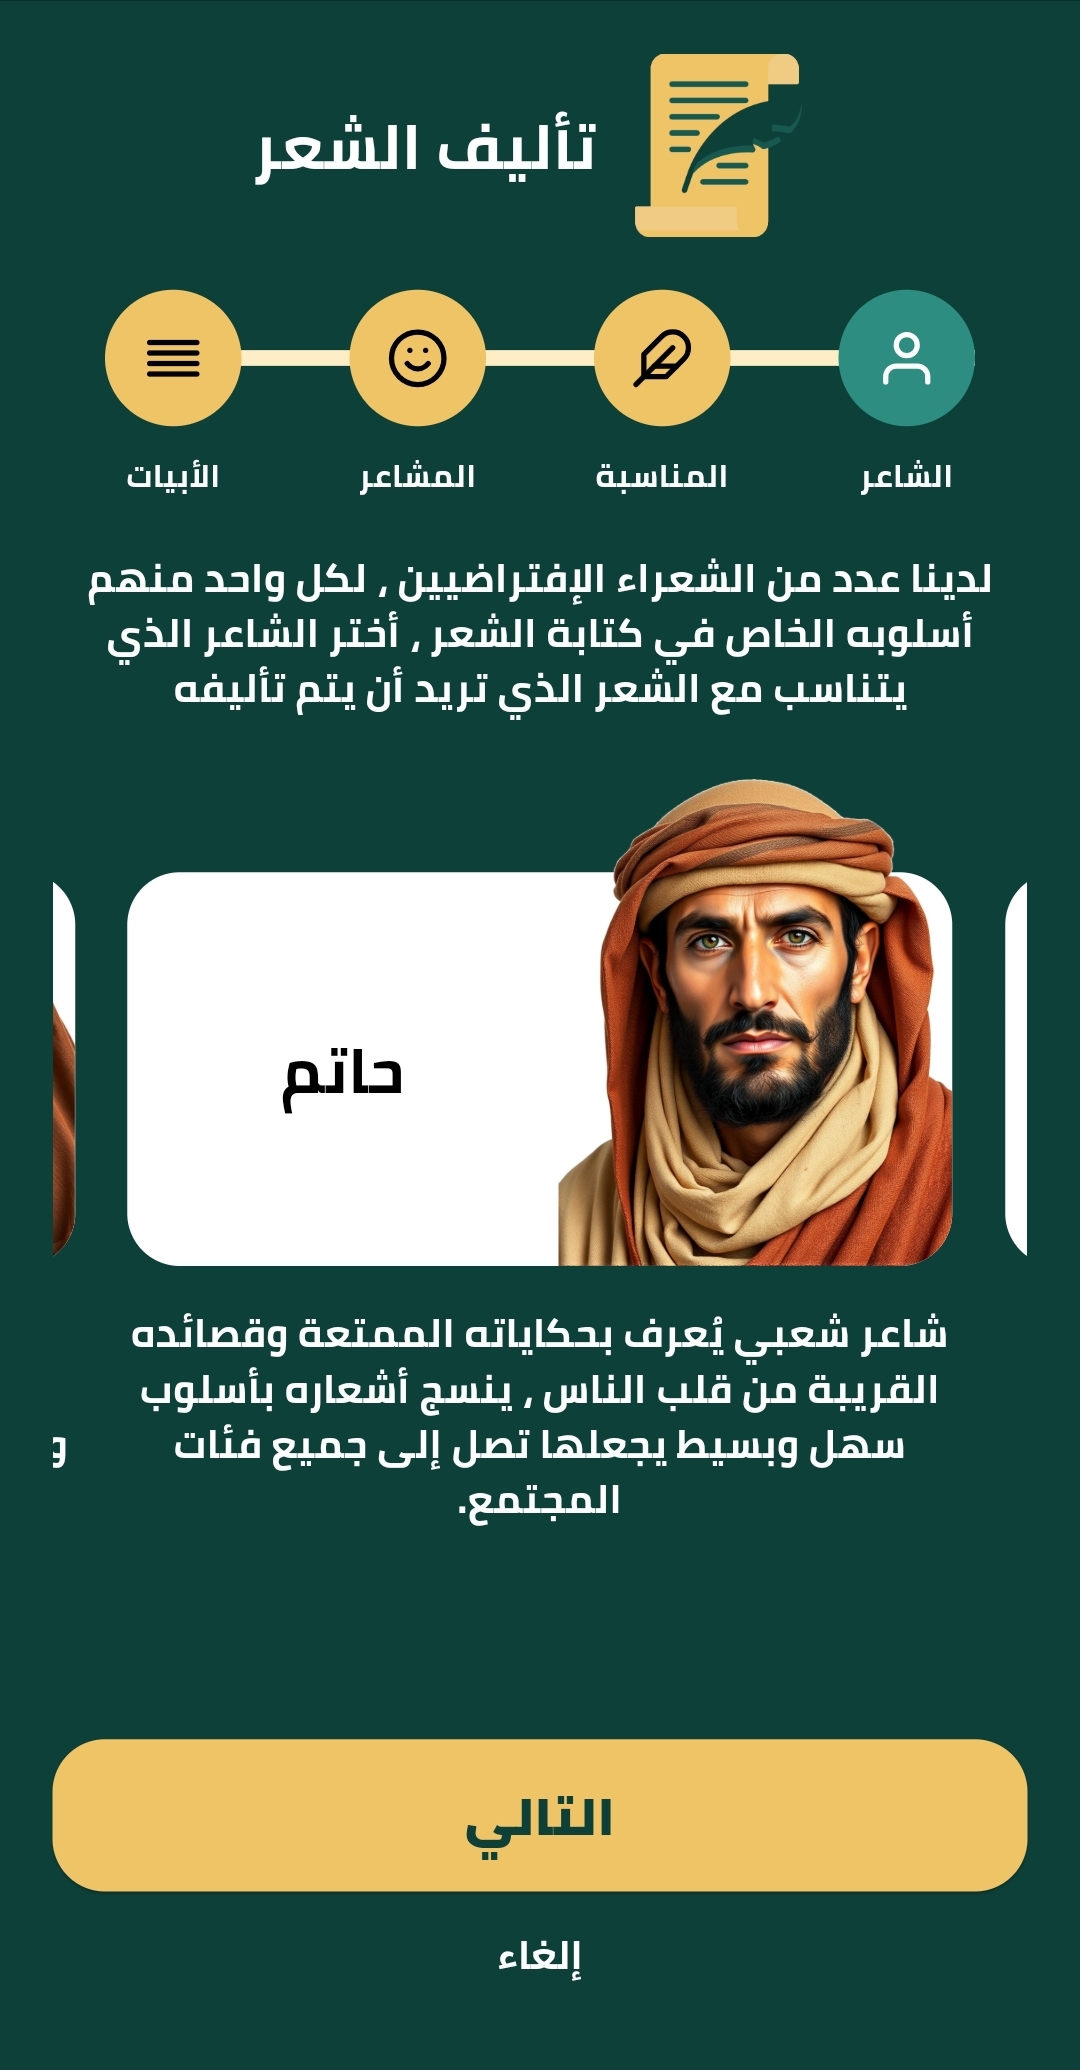 تأليف الشعر
الشاعر
المناسبة
المشاعر
الأبيات
لدينا عدد من الشعراء الإفتراضيين ، لكل واحد منهم
أسلوبه الخاص في كتابة الشعر ، أختر الشاعر الذي
يتناسب مع الشعر الذي تريد أن يتم تأليفه
حاتم
شاعر شعبي يُعرف بحكاياته الممتعة وقصائده
القريبة من قلب الناس ، ينسج أشعاره بأسلوب
سهل وبسيط يجعلها تصل إلى جميع فئات
المجتمع.
و
التالي
إلغاء